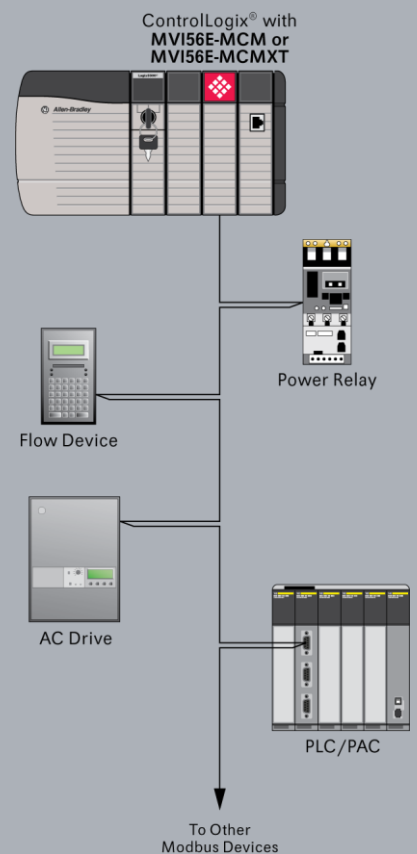 ControlLogix® with
MVI56E-MCM or
MVI56E-MCMXT
Allen-Bradley
Power Relay
Flow Device
AC Drive
PLC/PAC
To Other
Modbus Devices